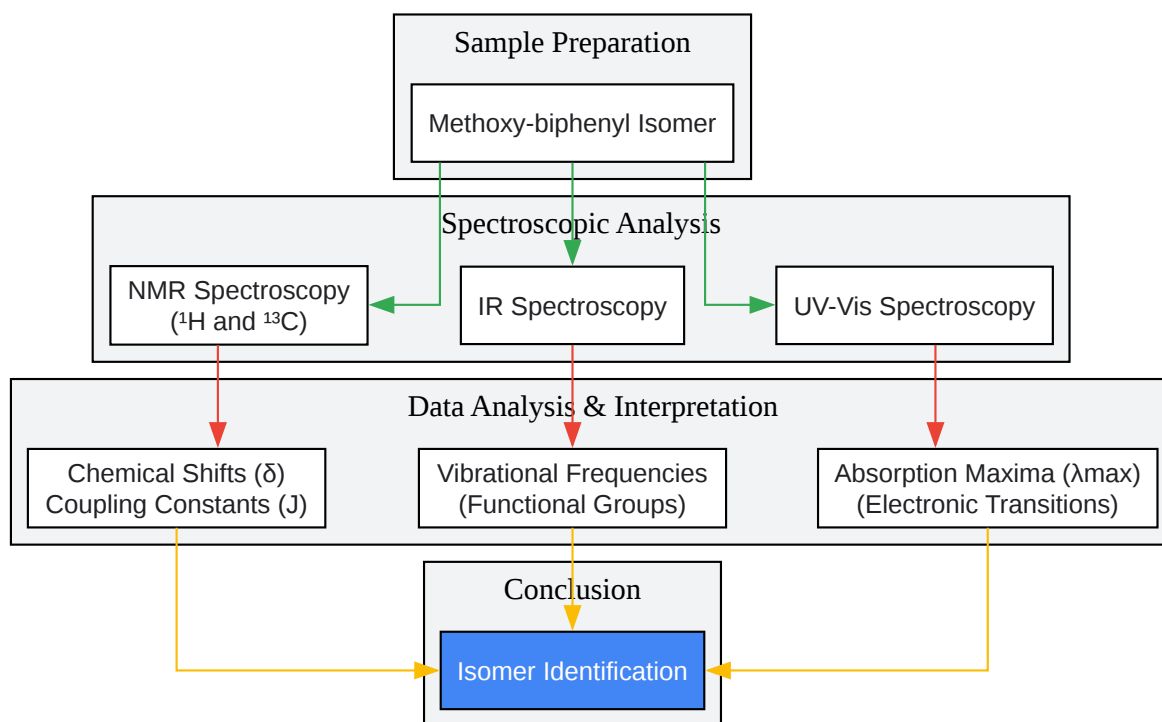 Sample Preparation
Methoxy-biphenyl Isomer
Spectroscopic Analysis
NMR Spectroscopy
(¹H and ¹³C)
IR Spectroscopy
UV-Vis Spectroscopy
Data Analysis & Interpretation
Chemical Shifts (δ)
Coupling Constants (J)
Vibrational Frequencies
(Functional Groups)
Absorption Maxima (λmax)
(Electronic Transitions)
Conclusion
Isomer Identification